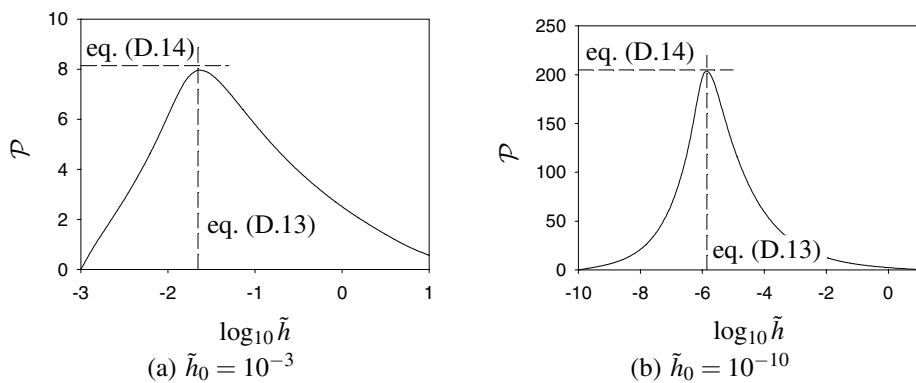 10
8
6
4
2
0
𝒫
eq. (D.14)
eq. (D.13)
-3 -2 -1 0 1
log₁₀ h̃
(a) h̃₀ = 10⁻³
250
200
150
100
50
0
𝒫
eq. (D.14)
eq. (D.13)
-10 -8 -6 -4 -2 0
log₁₀ h̃
(b) h̃₀ = 10⁻¹⁰